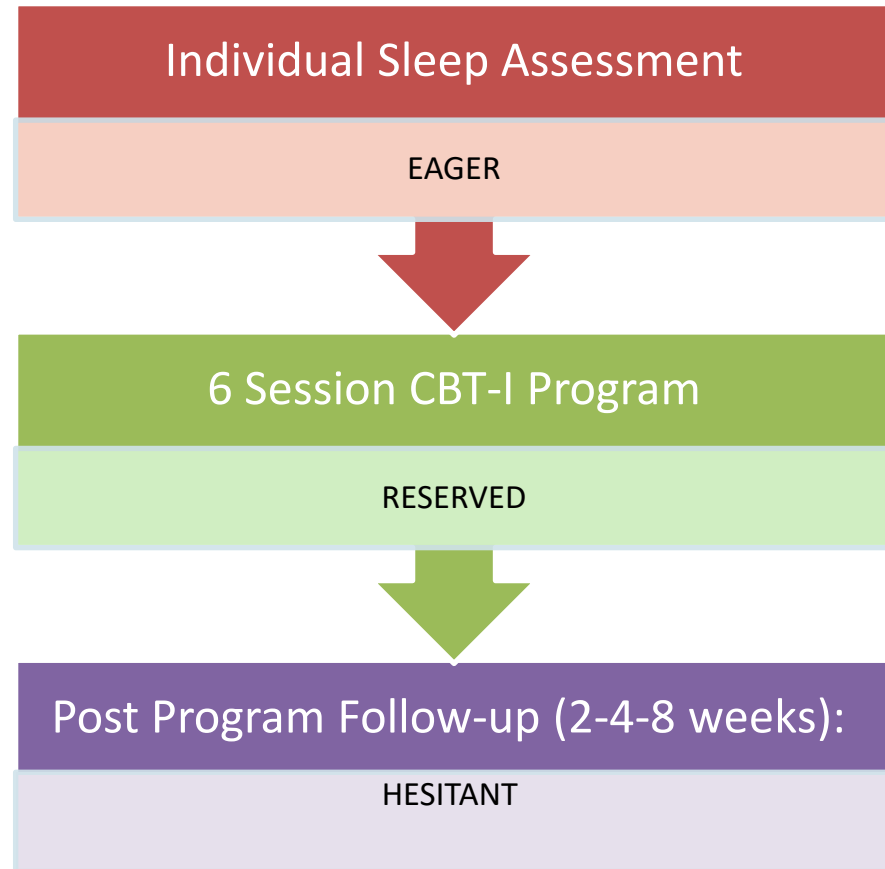 Individual Sleep Assessment
EAGER
6 Session CBT-I Program
RESERVED
Post Program Follow-up (2-4-8 weeks):
HESITANT